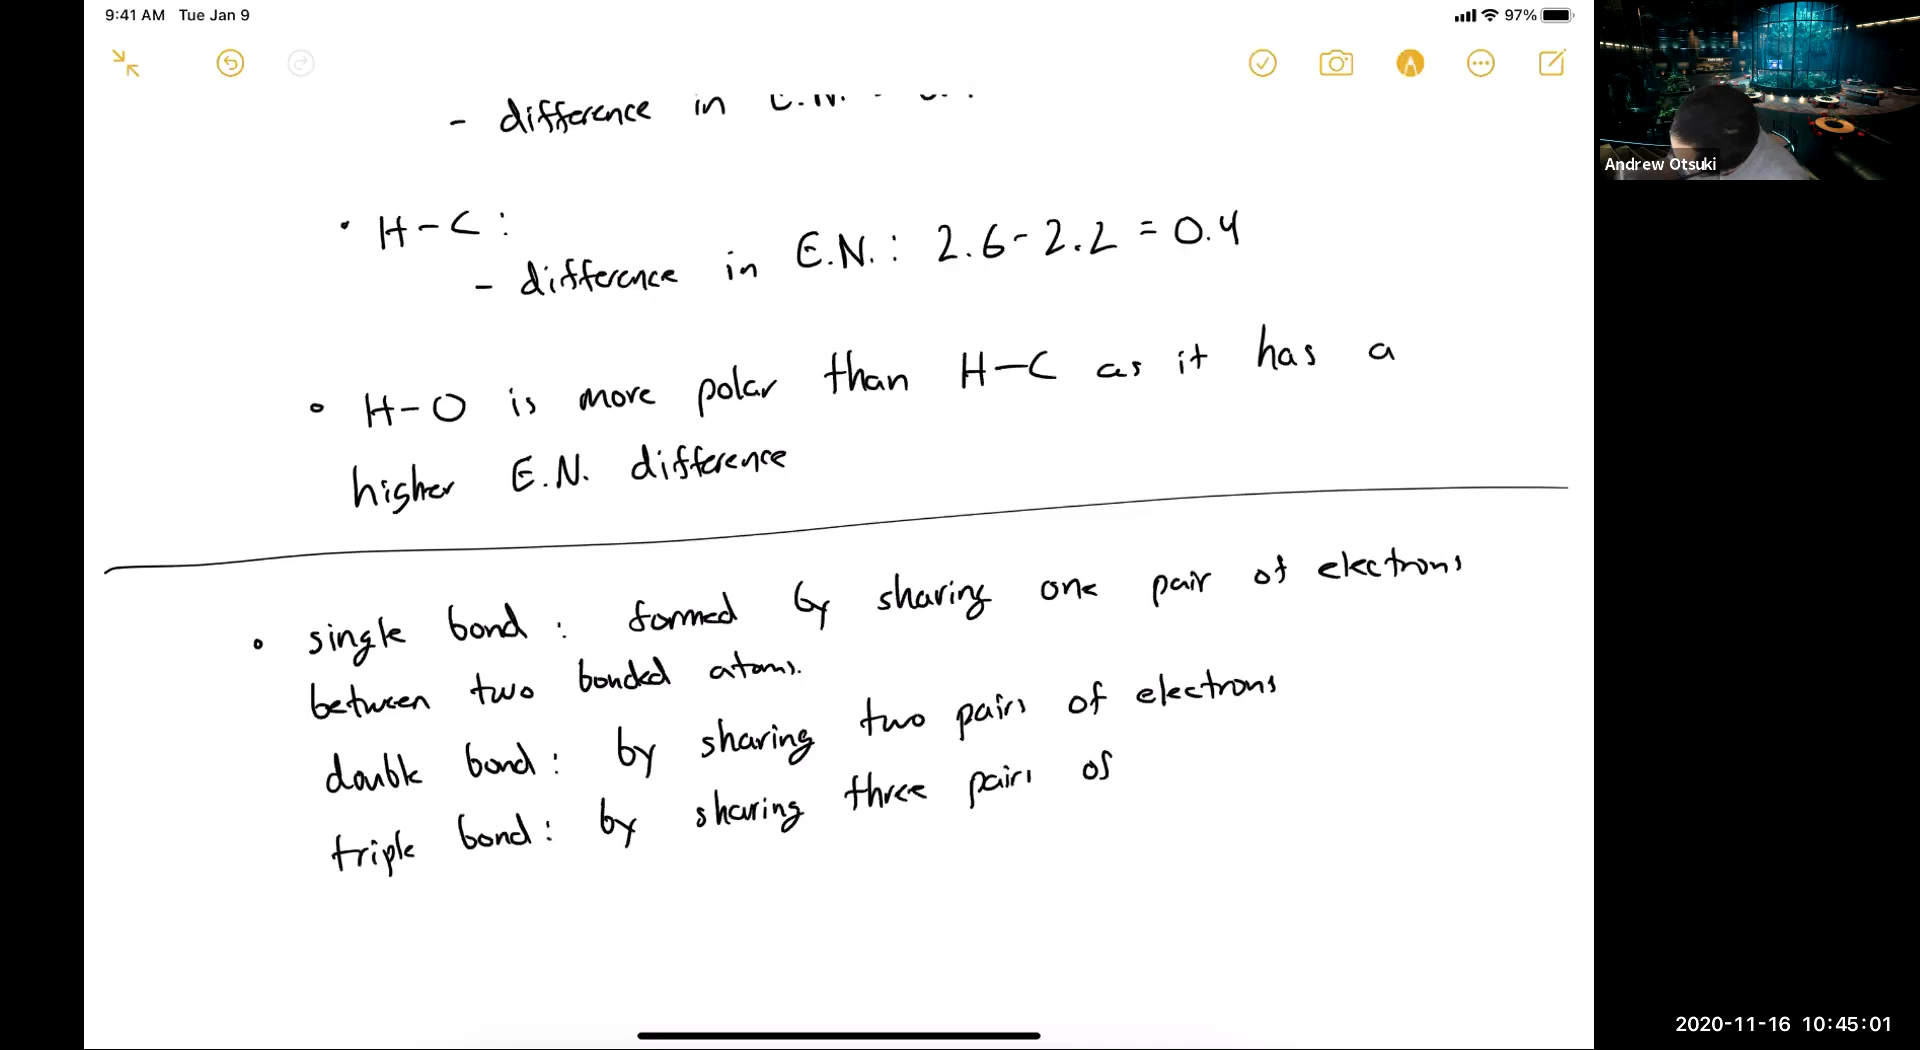 9:41 AM Tue Jan 9
97%
- difference in
Andrew Otsuki
• H-C:
- difference in E.N.: 2.6-2.2 = 0.4
• H-O is more polar than H-C as it has a
higher E.N. difference
• single bond: formed by sharing one pair of electrons
between two bonded atoms.
double bond: by sharing two pairs of electrons
triple bond: by sharing three pairs of
2020-11-16 10:45:01